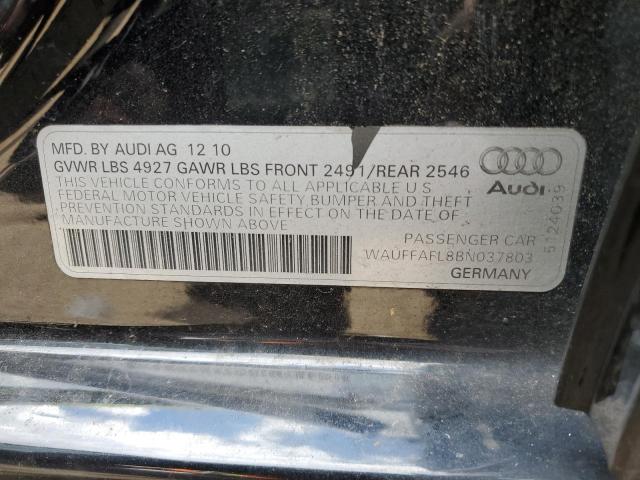 MFD. BY AUDI AG 12 10
GVWR LBS 4927 GAWR LBS FRONT 2491/REAR 2546
THIS VEHICLE CONFORMS TO ALL APPLICABLE U S
FEDERAL MOTOR VEHICLE SAFETY, BUMPER AND THEFT
PREVENTION STANDARDS IN EFFECT ON THE DATE OF
MANUFACTURE SHOWN ABOVE
Audi
PASSENGER CAR
WAUFFAFL8BN037803
GERMANY
5124039